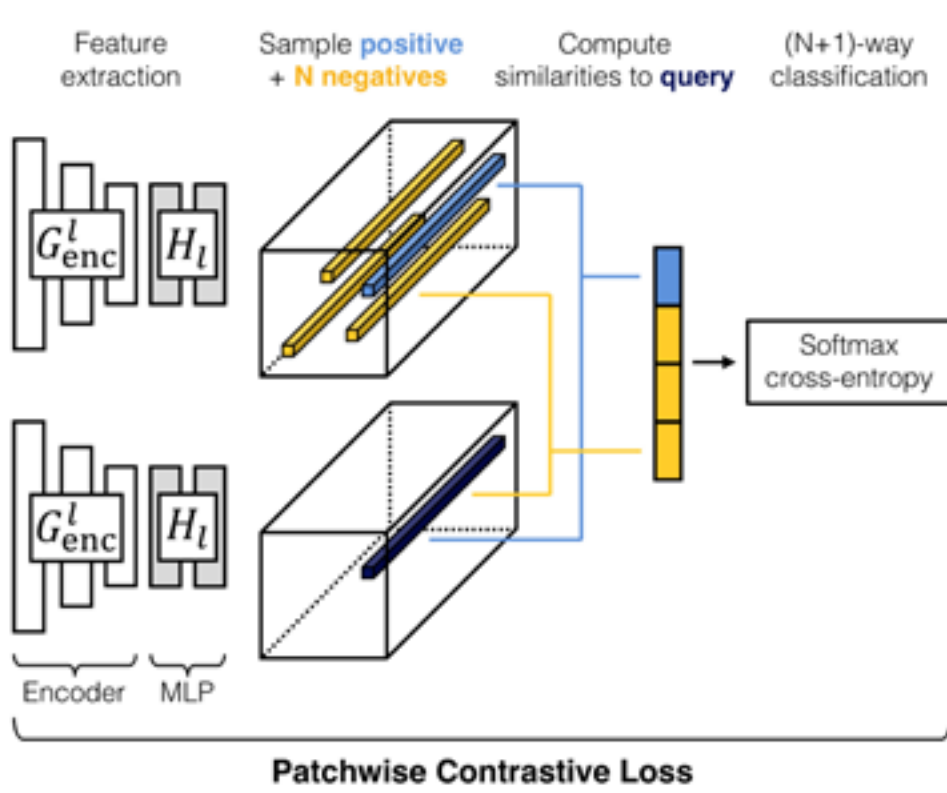 Feature
extraction
Sample positive
+ N negatives
Compute
similarities to query
(N+1)-way
classification
G^l_enc
H_l
Softmax
cross-entropy
G^l_enc
H_l
Encoder
MLP
Patchwise Contrastive Loss